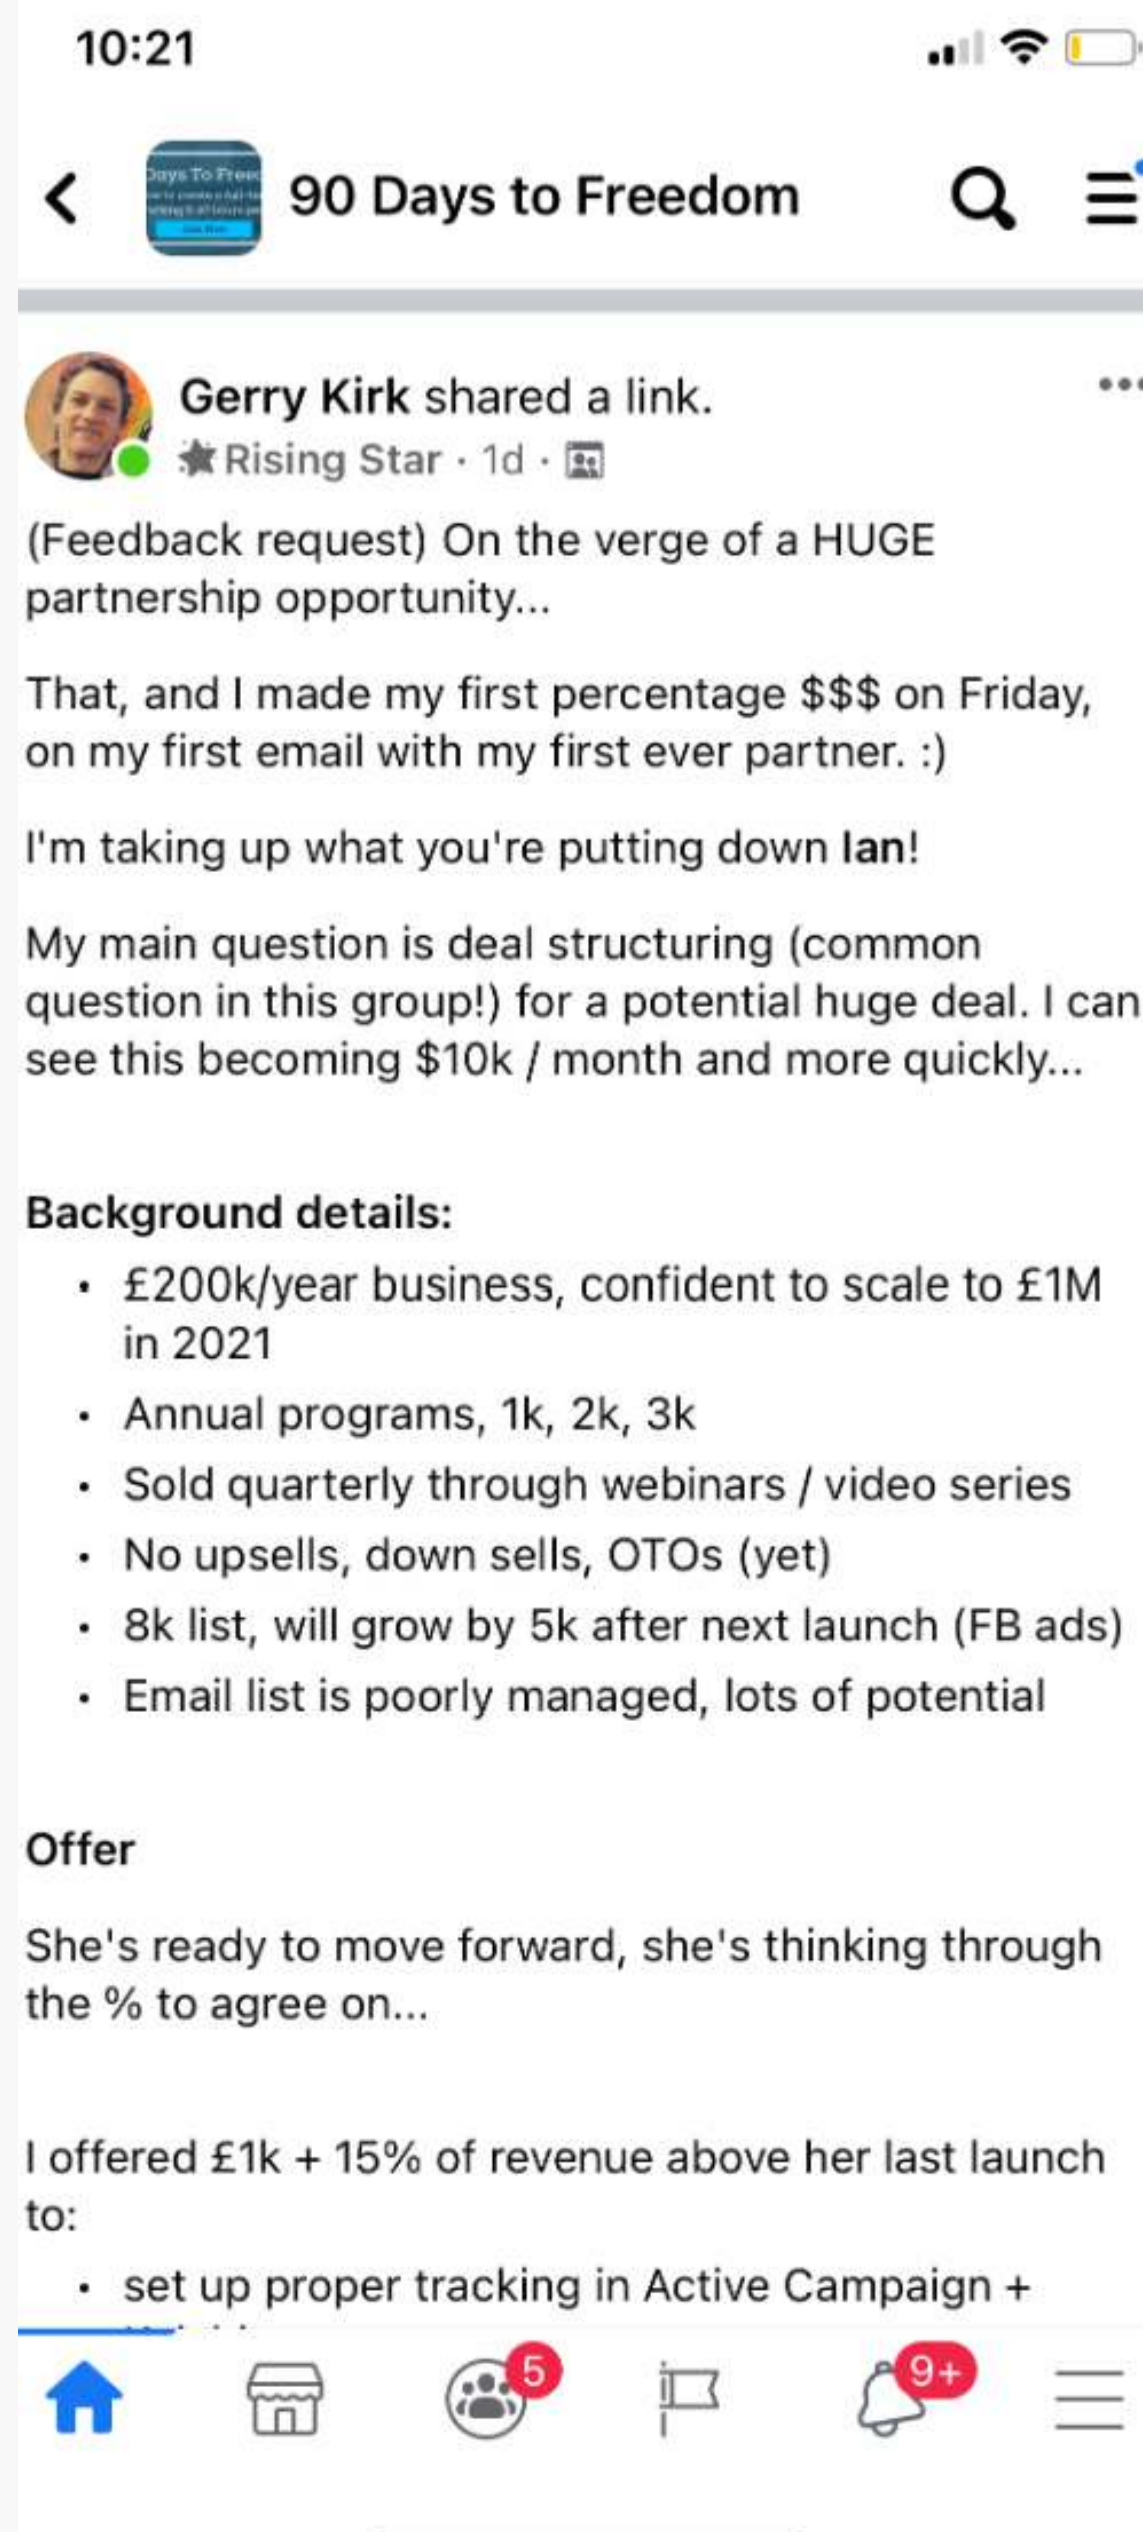 10:21
90 Days to Freedom
Gerry Kirk shared a link.
Rising Star · 1d ·
(Feedback request) On the verge of a HUGE
partnership opportunity...
That, and I made my first percentage $$$ on Friday,
on my first email with my first ever partner. :)
I'm taking up what you're putting down Ian!
My main question is deal structuring (common
question in this group!) for a potential huge deal. I can
see this becoming $10k / month and more quickly...
Background details:
• £200k/year business, confident to scale to £1M
in 2021
• Annual programs, 1k, 2k, 3k
• Sold quarterly through webinars / video series
• No upsells, down sells, OTOs (yet)
• 8k list, will grow by 5k after next launch (FB ads)
• Email list is poorly managed, lots of potential
Offer
She's ready to move forward, she's thinking through
the % to agree on...
I offered £1k + 15% of revenue above her last launch
to:
• set up proper tracking in Active Campaign +
5
9+